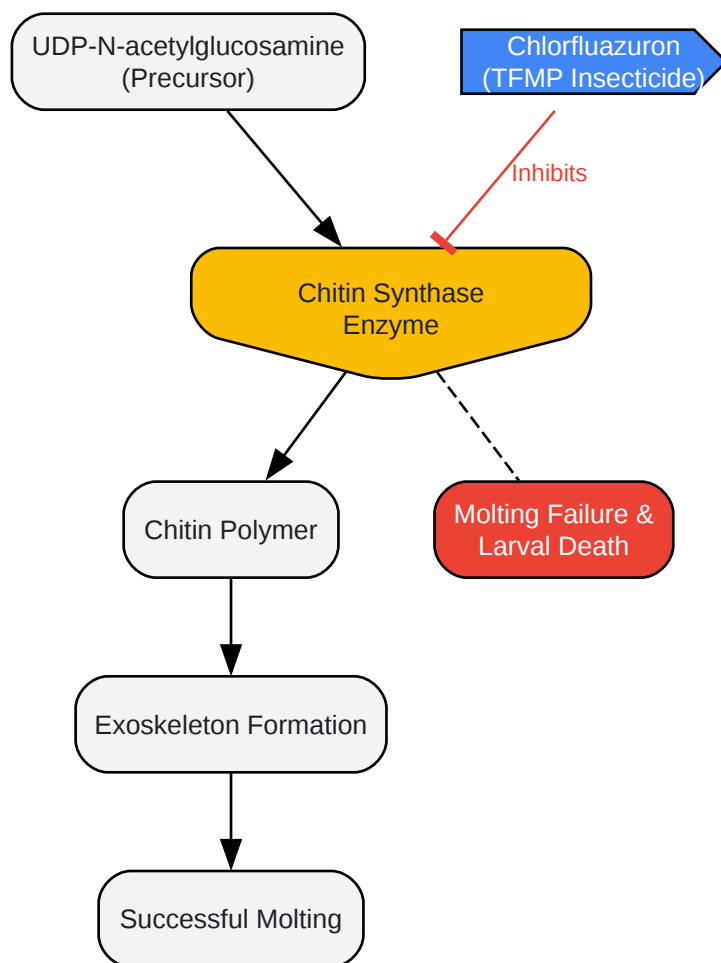 UDP-N-acetylglucosamine
(Precursor)
Chlorfluazuron
(TFMP Insecticide)
Inhibits
Chitin Synthase
Enzyme
Chitin Polymer
Molting Failure &
Larval Death
Exoskeleton Formation
Successful Molting